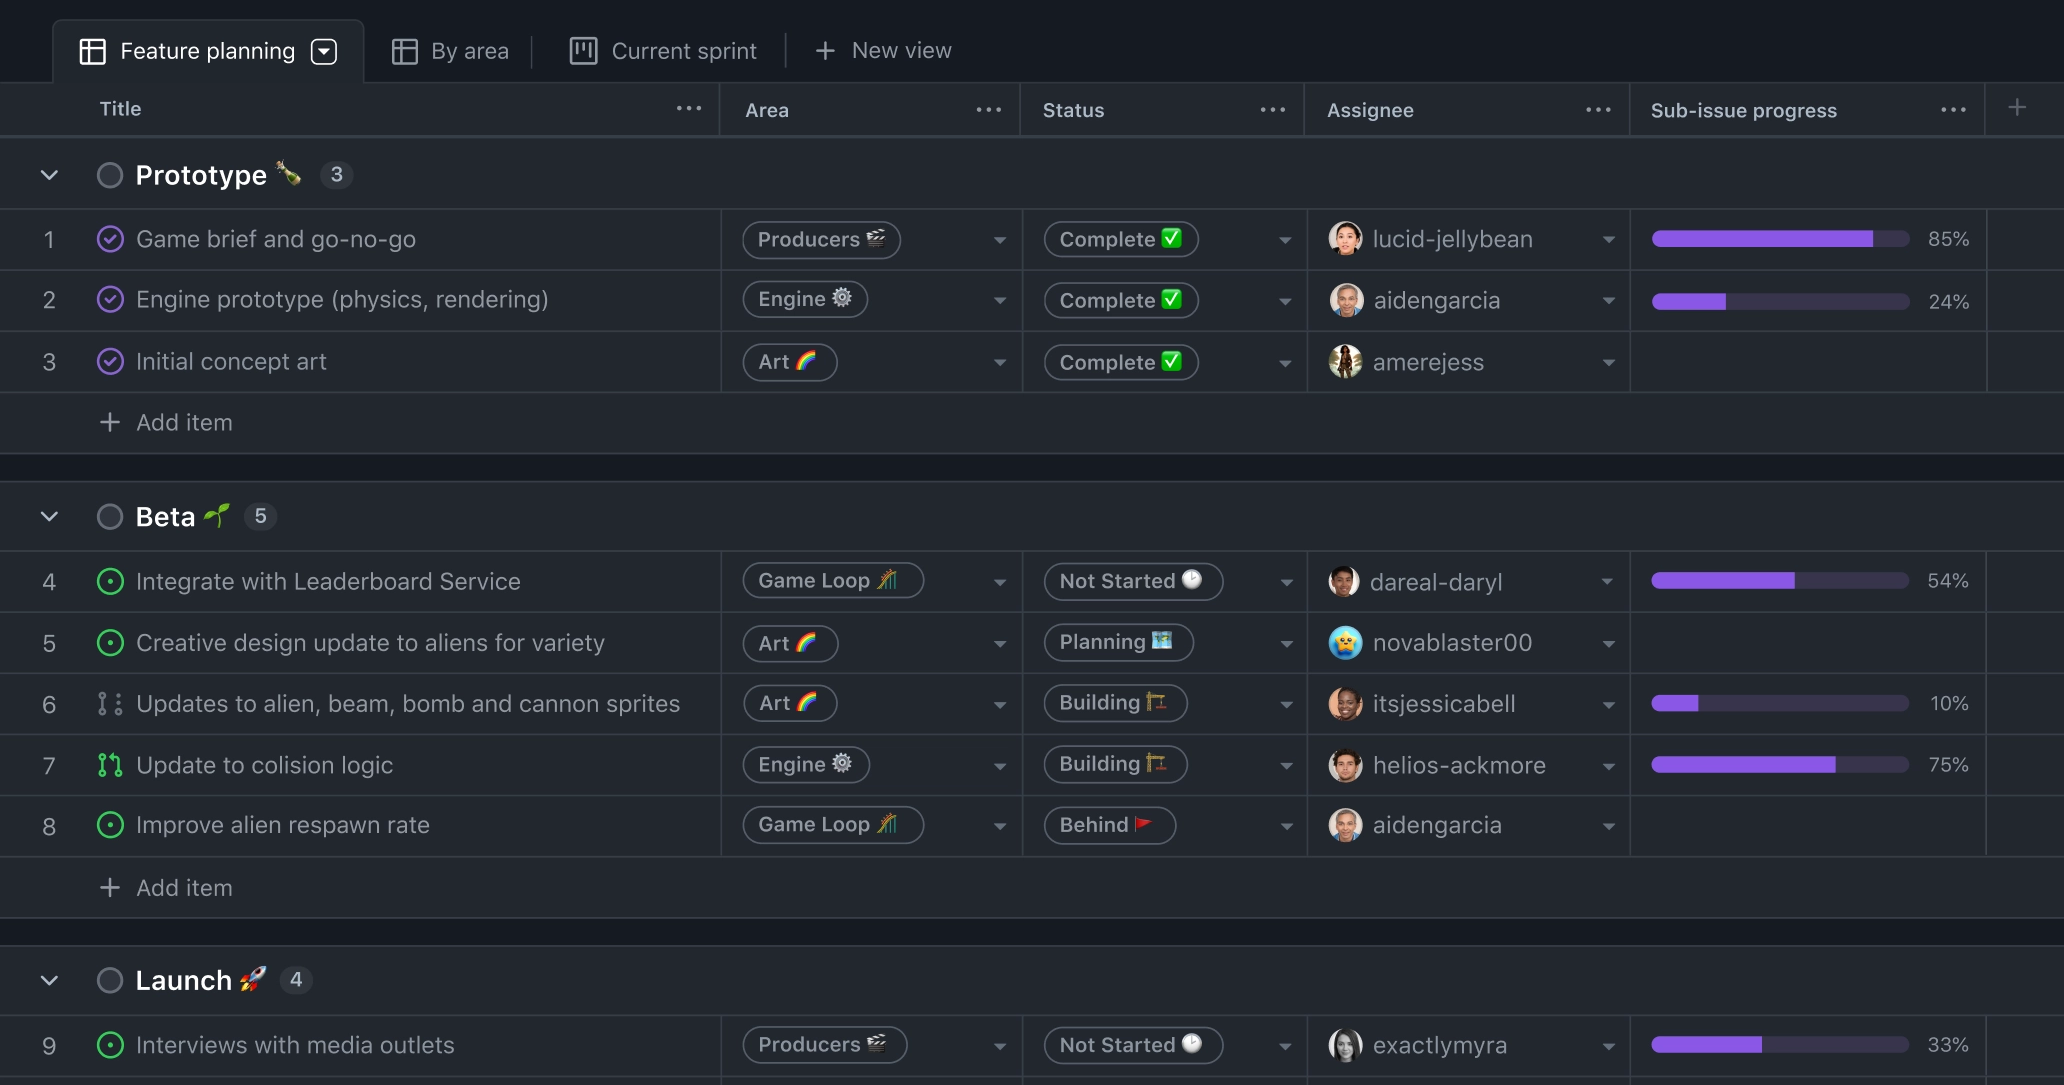 Feature planning By area Current sprint + New view
Title ... Area ... Status ... Assignee ... Sub-issue progress ... +
Prototype 🍾 3
1 Game brief and go-no-go Producers 🎬 Complete ✅ lucid-jellybean 85%
2 Engine prototype (physics, rendering) Engine ⚙️ Complete ✅ aidengarcia 24%
3 Initial concept art Art 🌈 Complete ✅ amerejess
+ Add item
Beta 🌱 5
4 Integrate with Leaderboard Service Game Loop 🎢 Not Started 🕑 dareal-daryl 54%
5 Creative design update to aliens for variety Art 🌈 Planning 🗺️ novablaster00
6 Updates to alien, beam, bomb and cannon sprites Art 🌈 Building 🏗️ itsjessicabell 10%
7 Update to colision logic Engine ⚙️ Building 🏗️ helios-ackmore 75%
8 Improve alien respawn rate Game Loop 🎢 Behind 🚩 aidengarcia
+ Add item
Launch 🚀 4
9 Interviews with media outlets Producers 🎬 Not Started 🕑 exactlymyra 33%